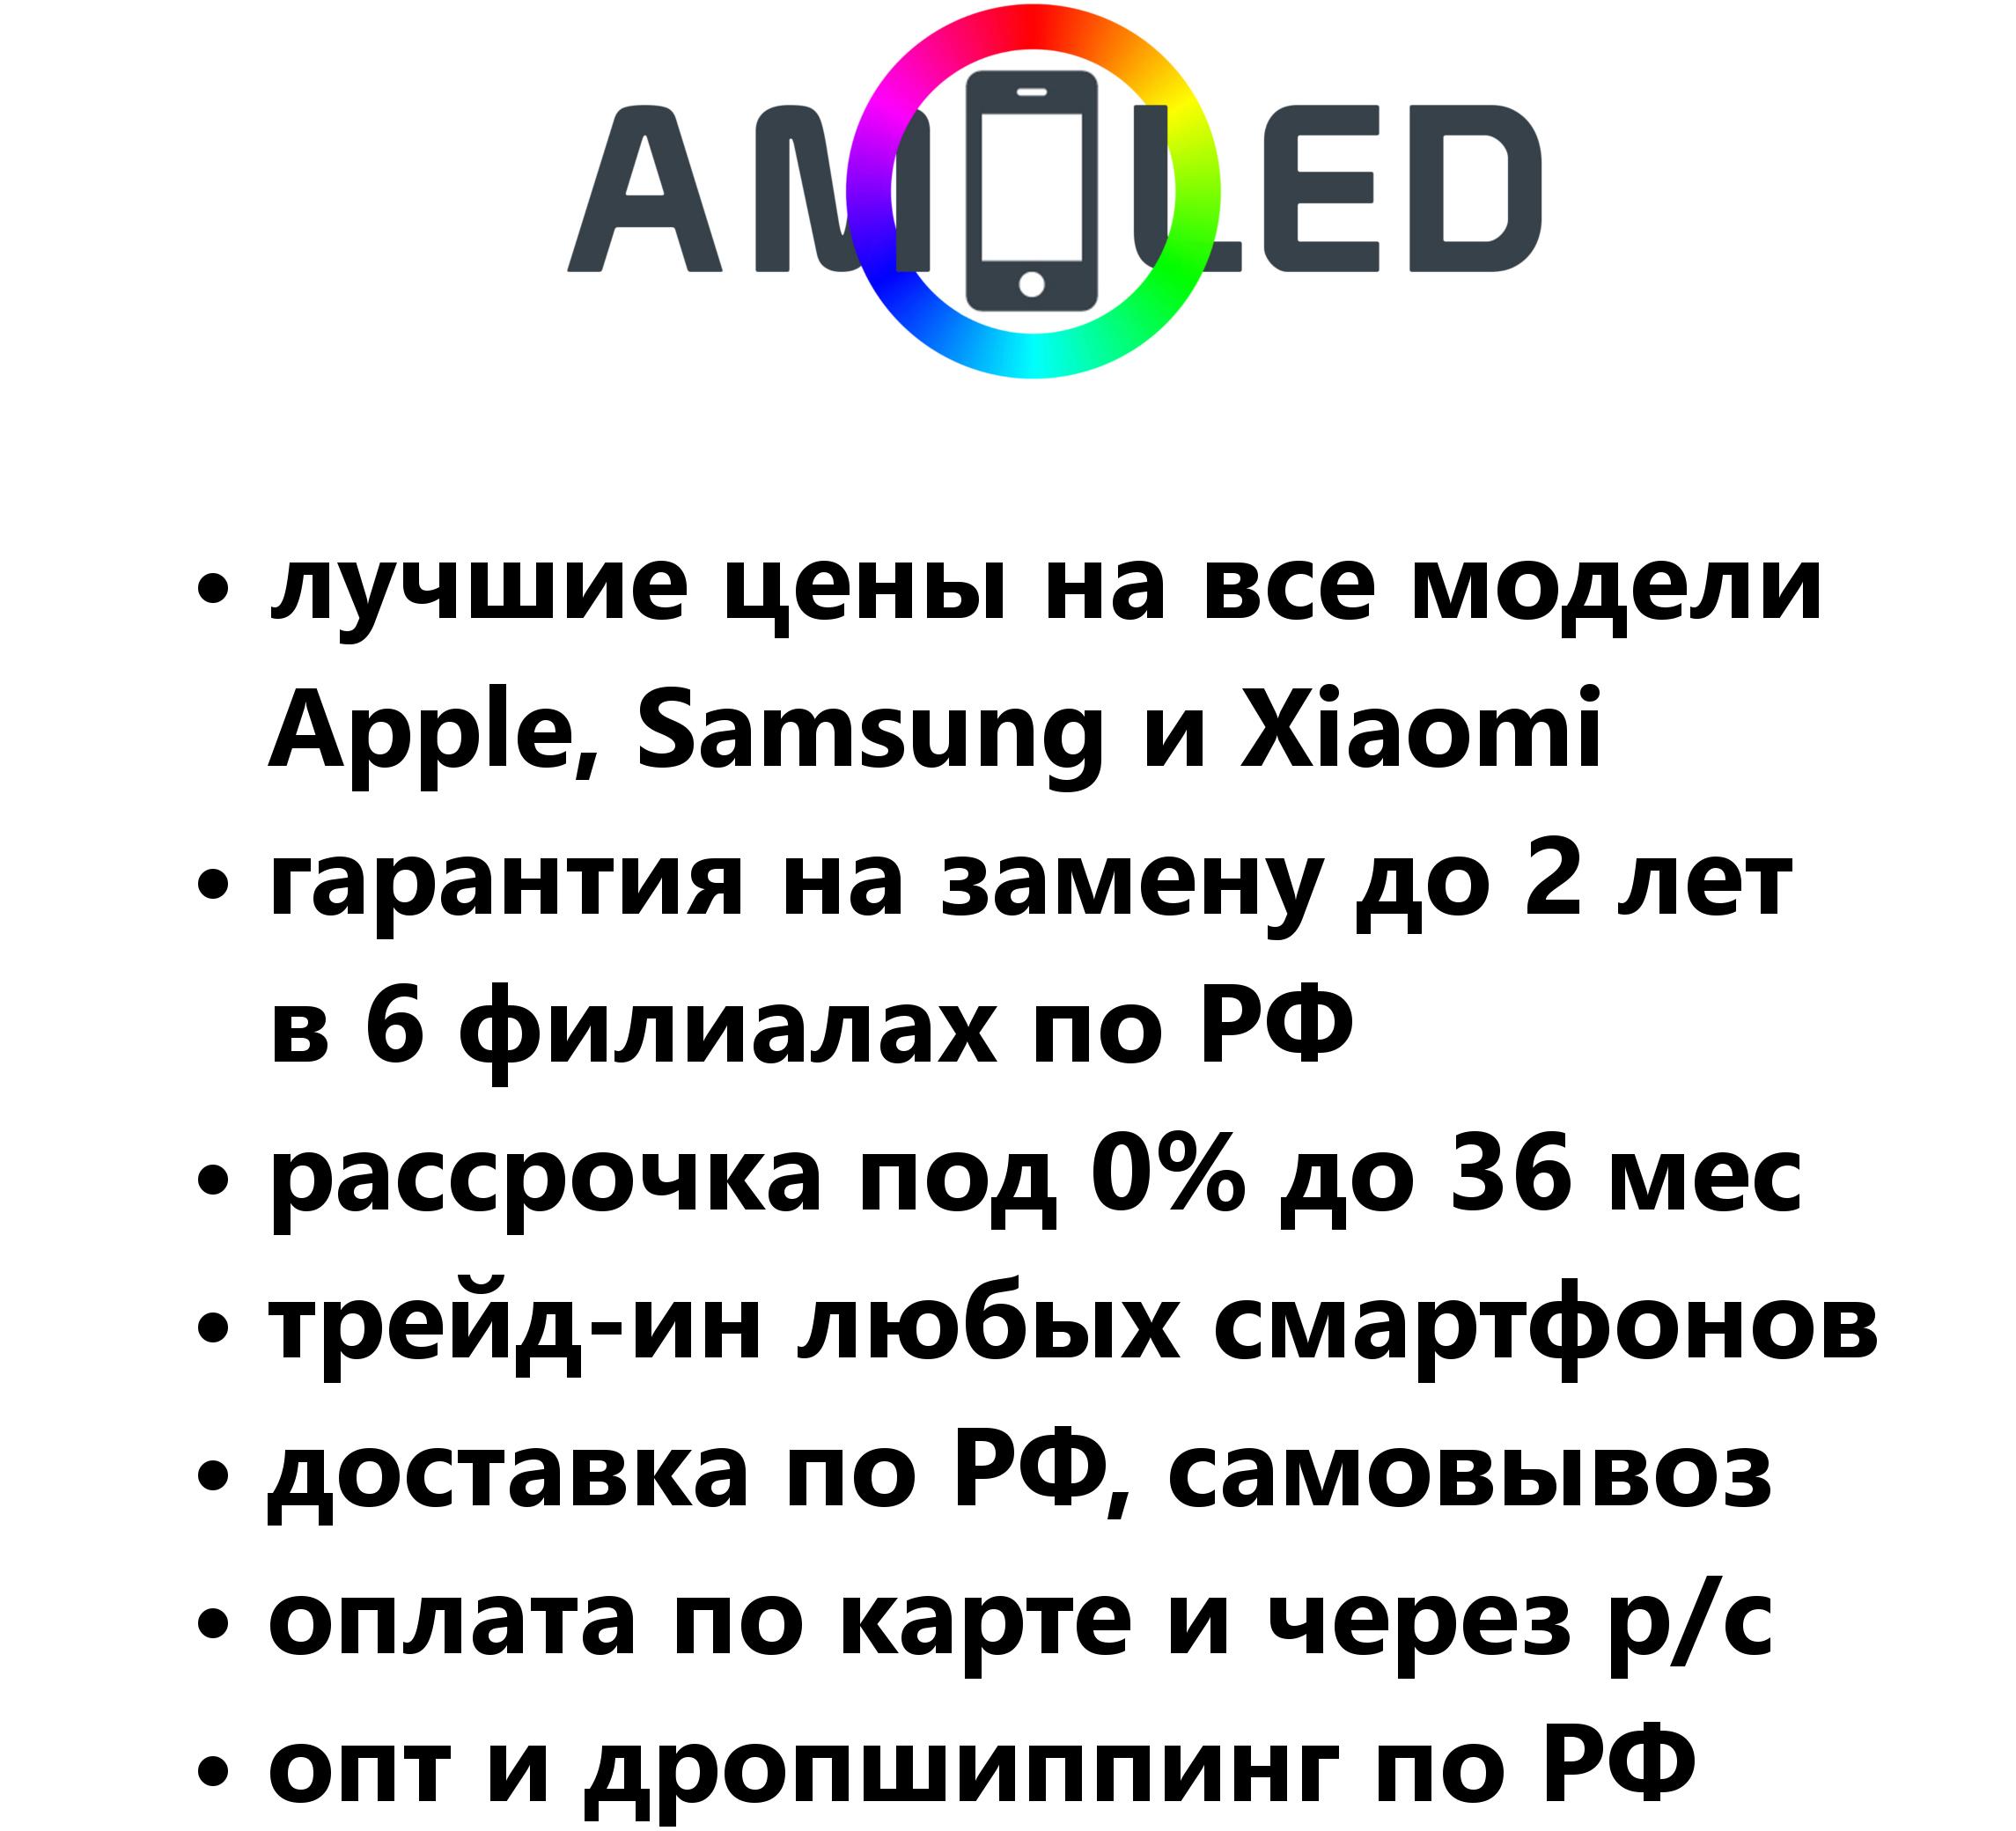 AMOLED
• лучшие цены на все модели
Apple, Samsung и Xiaomi
• гарантия на замену до 2 лет
в 6 филиалах по РФ
• рассрочка под 0% до 36 мес
• трейд-ин любых смартфонов
• доставка по РФ, самовывоз
• оплата по карте и через р/с
• опт и дропшиппинг по РФ